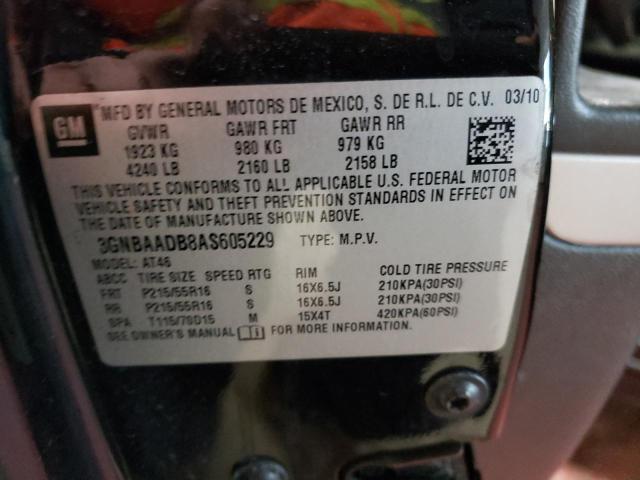 GM
MFD BY GENERAL MOTORS DE MEXICO, S. DE R.L. DE C.V. 03/10
GVWR GAWR FRT GAWR RR
1923 KG 980 KG 979 KG
4240 LB 2160 LB 2158 LB
THIS VEHICLE CONFORMS TO ALL APPLICABLE U.S. FEDERAL MOTOR
VEHICLE SAFETY AND THEFT PREVENTION STANDARDS IN EFFECT ON
THE DATE OF MANUFACTURE SHOWN ABOVE.
3GNBAADB8AS605229 TYPE: M.P.V.
MODEL: AT46
ABCC TIRE SIZE SPEED RTG RIM COLD TIRE PRESSURE
FRT P215/55R16 S 16X6.5J 210KPA(30PSI)
RR P215/55R16 S 16X6.5J 210KPA(30PSI)
SPA T115/70D15 M 15X4T 420KPA(60PSI)
SEE OWNER'S MANUAL FOR MORE INFORMATION.